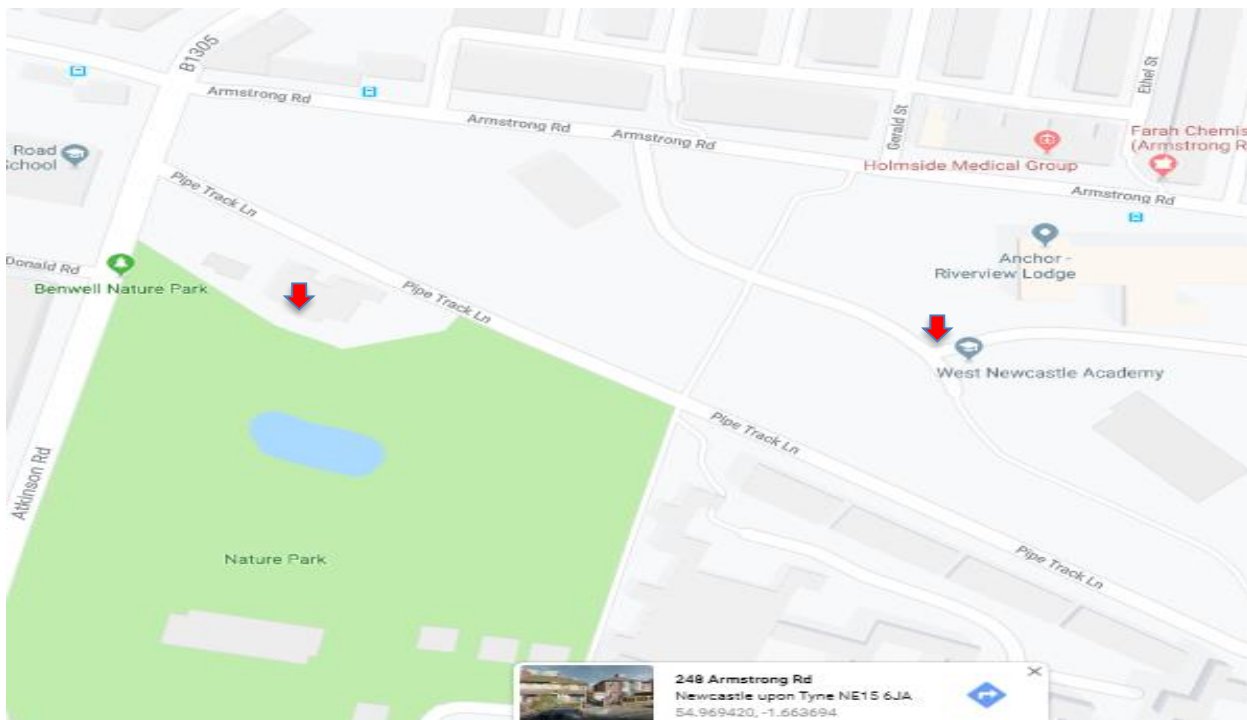 B1305
Ethel St
Armstrong Rd
Armstrong Rd
Armstrong Rd
Gerald St
Farah Chemis
(Armstrong R
Road
School
Holmside Medical Group
Pipe Track Ln
Armstrong Rd
Donald Rd
Benwell Nature Park
Anchor -
Riverview Lodge
Pipe Track Ln
West Newcastle Academy
Pipe Track Ln
Atkinson Rd
Nature Park
Pipe Track Ln
248 Armstrong Rd
Newcastle upon Tyne NE15 6JA
54.969420, -1.663694